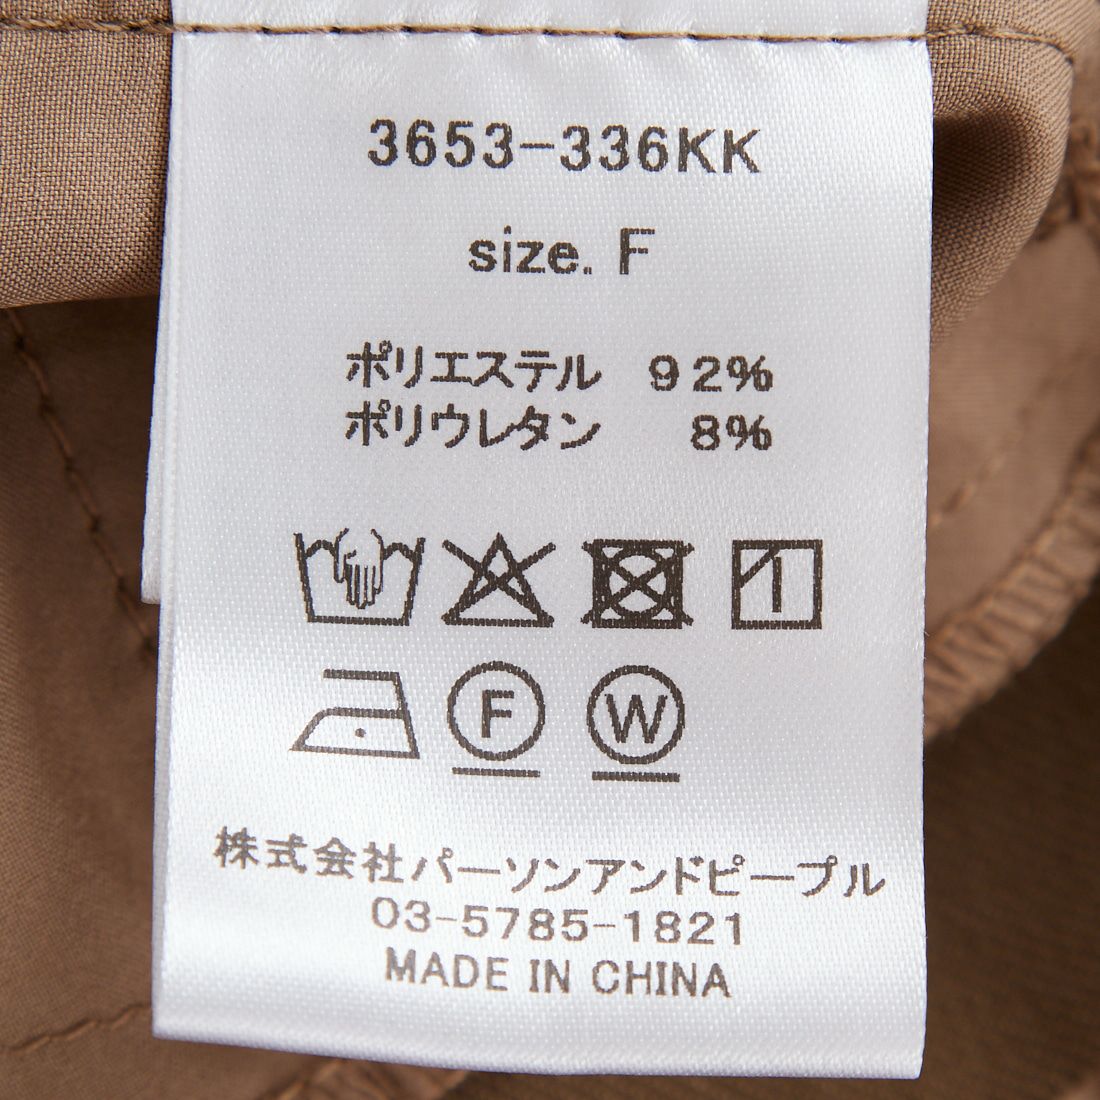 3653-336KK
size. F
ポリエステル 92%
ポリウレタン 8%
F W
株式会社パーソンアンドピープル
03-5785-1821
MADE IN CHINA